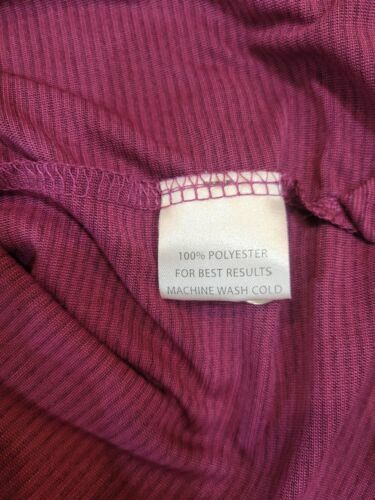 100% POLYESTER
FOR BEST RESULTS
MACHINE WASH COLD